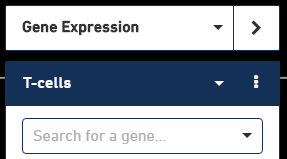 Gene Expression
T-cells
Search for a gene...